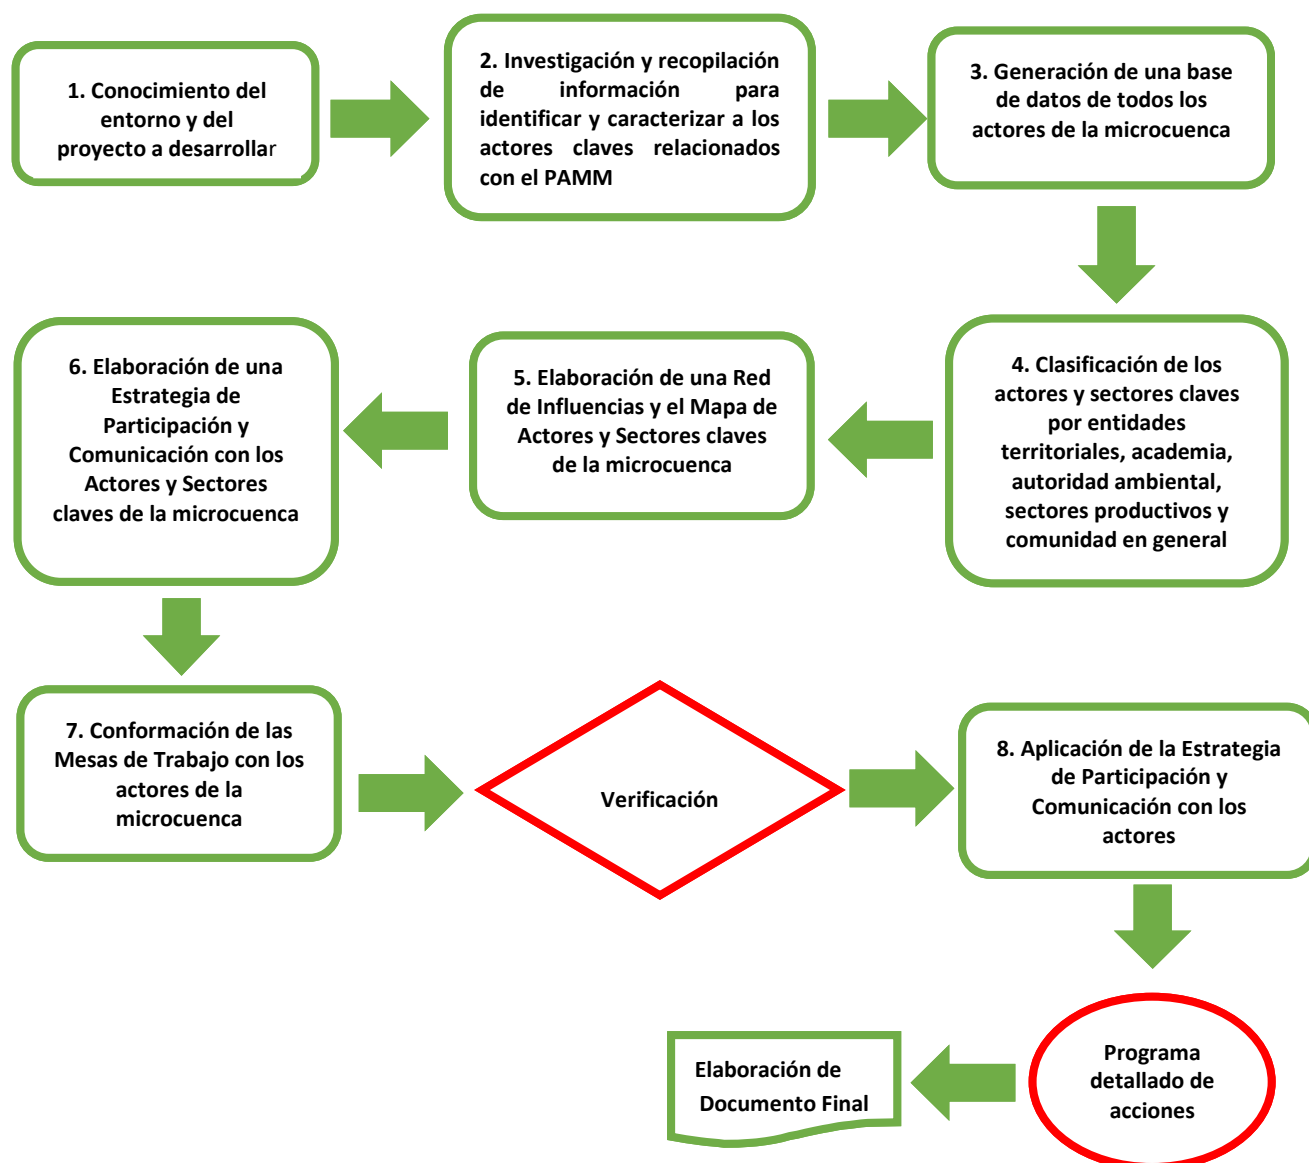 1. Conocimiento del
entorno y del
proyecto a desarrollar
2. Investigación y recopilación
de información para
identificar y caracterizar a los
actores claves relacionados
con el PAMM
3. Generación de una base
de datos de todos los
actores de la microcuenca
4. Clasificación de los
actores y sectores claves
por entidades
territoriales, academia,
autoridad ambiental,
sectores productivos y
comunidad en general
5. Elaboración de una Red
de Influencias y el Mapa de
Actores y Sectores claves
de la microcuenca
6. Elaboración de una
Estrategia de
Participación y
Comunicación con los
Actores y Sectores
claves de la microcuenca
7. Conformación de las
Mesas de Trabajo con los
actores de la
microcuenca
Verificación
8. Aplicación de la Estrategia
de Participación y
Comunicación con los
actores
Programa
detallado de
acciones
Elaboración de
Documento Final